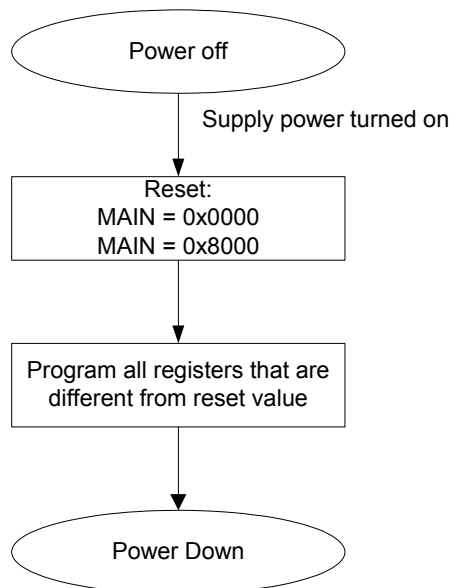 Power off
Supply power turned on
Reset:
MAIN = 0x0000
MAIN = 0x8000
Program all registers that are
different from reset value
Power Down